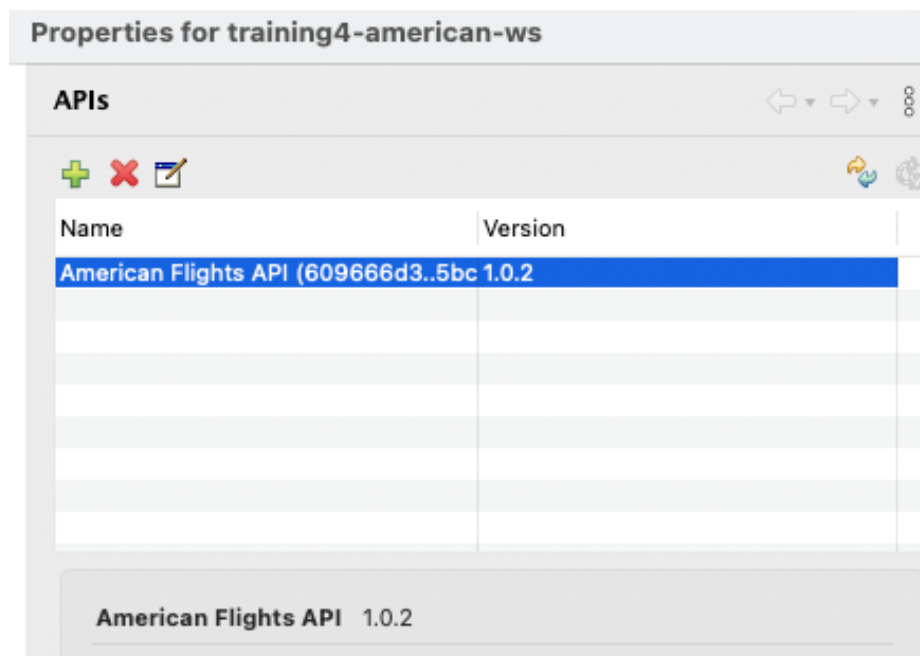 Properties for training4-american-ws
APIs
Name Version
American Flights API (609666d3..5bc 1.0.2
American Flights API 1.0.2